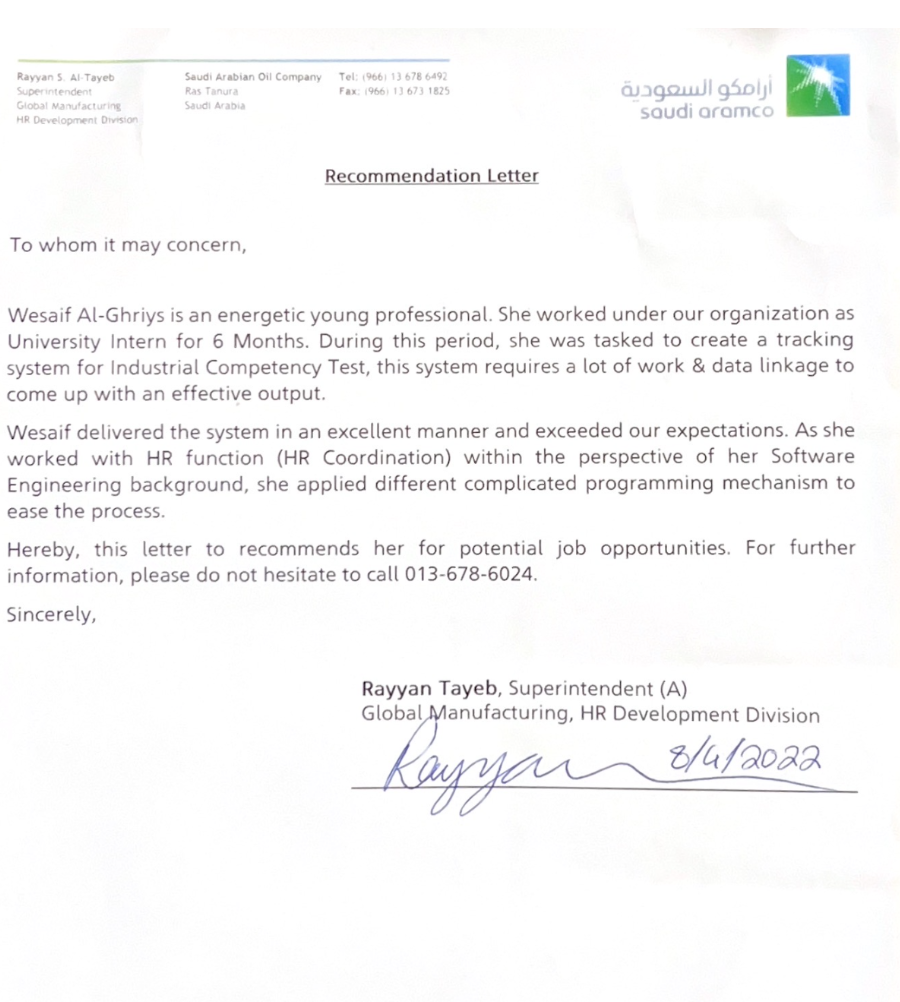 Rayyan S. Al-Tayeb
Superintendent
Global Manufacturing
HR Development Division
Saudi Arabian Oil Company
Ras Tanura
Saudi Arabia
Tel: (966) 13 678 6492
Fax: (966) 13 673 1825
أرامكو السعودية
saudi aramco
Recommendation Letter
To whom it may concern,
Wesaif Al-Ghriys is an energetic young professional. She worked under our organization as
University Intern for 6 Months. During this period, she was tasked to create a tracking
system for Industrial Competency Test, this system requires a lot of work & data linkage to
come up with an effective output.
Wesaif delivered the system in an excellent manner and exceeded our expectations. As she
worked with HR function (HR Coordination) within the perspective of her Software
Engineering background, she applied different complicated programming mechanism to
ease the process.
Hereby, this letter to recommends her for potential job opportunities. For further
information, please do not hesitate to call 013-678-6024.
Sincerely,
Rayyan Tayeb, Superintendent (A)
Global Manufacturing, HR Development Division
Rayyan 8/4/2022